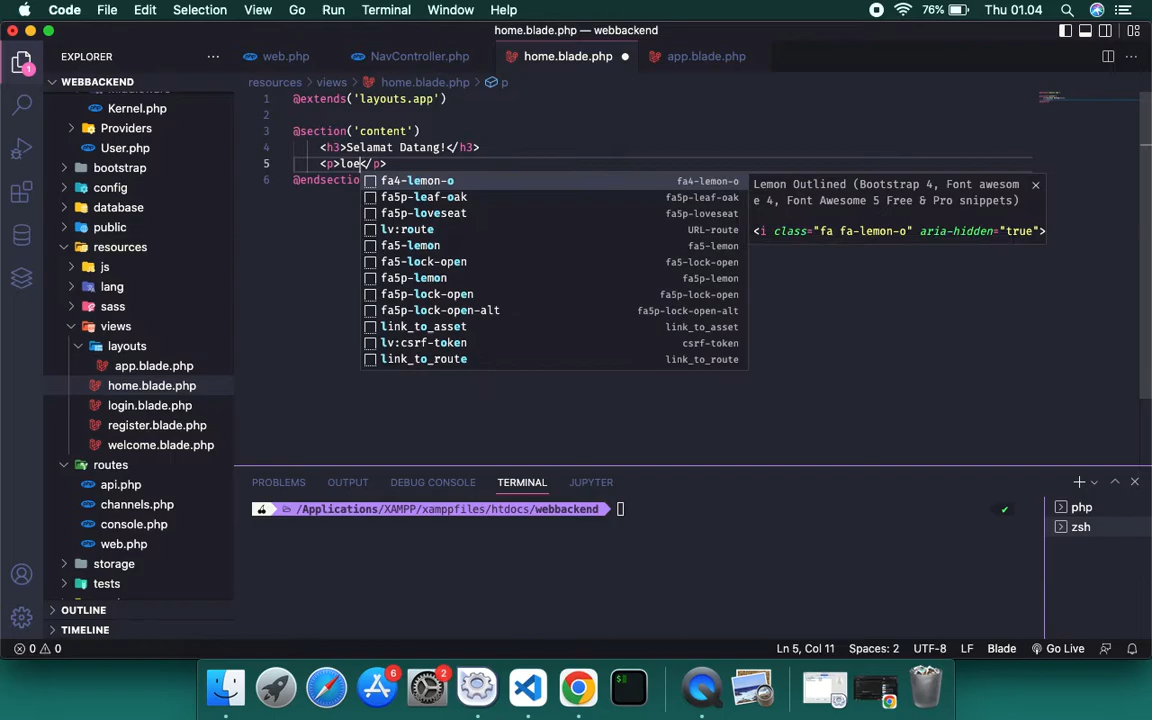 Code File Edit Selection View Go Run Terminal Window Help 76% Thu 01.04
home.blade.php — webbackend
EXPLORER
web.php NavController.php home.blade.php app.blade.php
resources views home.blade.php p
WEBBACKEND
Kernel.php
Providers
User.php
bootstrap
config
database
public
resources
js
lang
sass
views
layouts
app.blade.php
home.blade.php
login.blade.php
register.blade.php
welcome.blade.php
routes
api.php
channels.php
console.php
web.php
storage
tests
OUTLINE
TIMELINE
1 @extends('layouts.app')
2
3 @section('content')
4 <h3>Selamat Datang!</h3>
5 <p>loe</p>
6 @endsectio
fa4-lemon-o fa4-lemon-o
fa5p-leaf-oak fa5p-leaf-oak
fa5p-loveseat fa5p-loveseat
lv:route URL-route
fa5-lemon fa5-lemon
fa5-lock-open fa5-lock-open
fa5p-lemon fa5p-lemon
fa5p-lock-open fa5p-lock-open
fa5p-lock-open-alt fa5p-lock-open-alt
link_to_asset link_to_asset
lv:csrf-token csrf-token
link_to_route link_to_route
Lemon Outlined (Bootstrap 4, Font awesom
e 4, Font Awesome 5 Free & Pro snippets)
<i class="fa fa-lemon-o" aria-hidden="true">
PROBLEMS OUTPUT DEBUG CONSOLE TERMINAL JUPYTER
/Applications/XAMPP/xamppfiles/htdocs/webbackend
php
zsh
0 0 Ln 5, Col 11 Spaces: 2 UTF-8 LF Blade Go Live
1
6
2